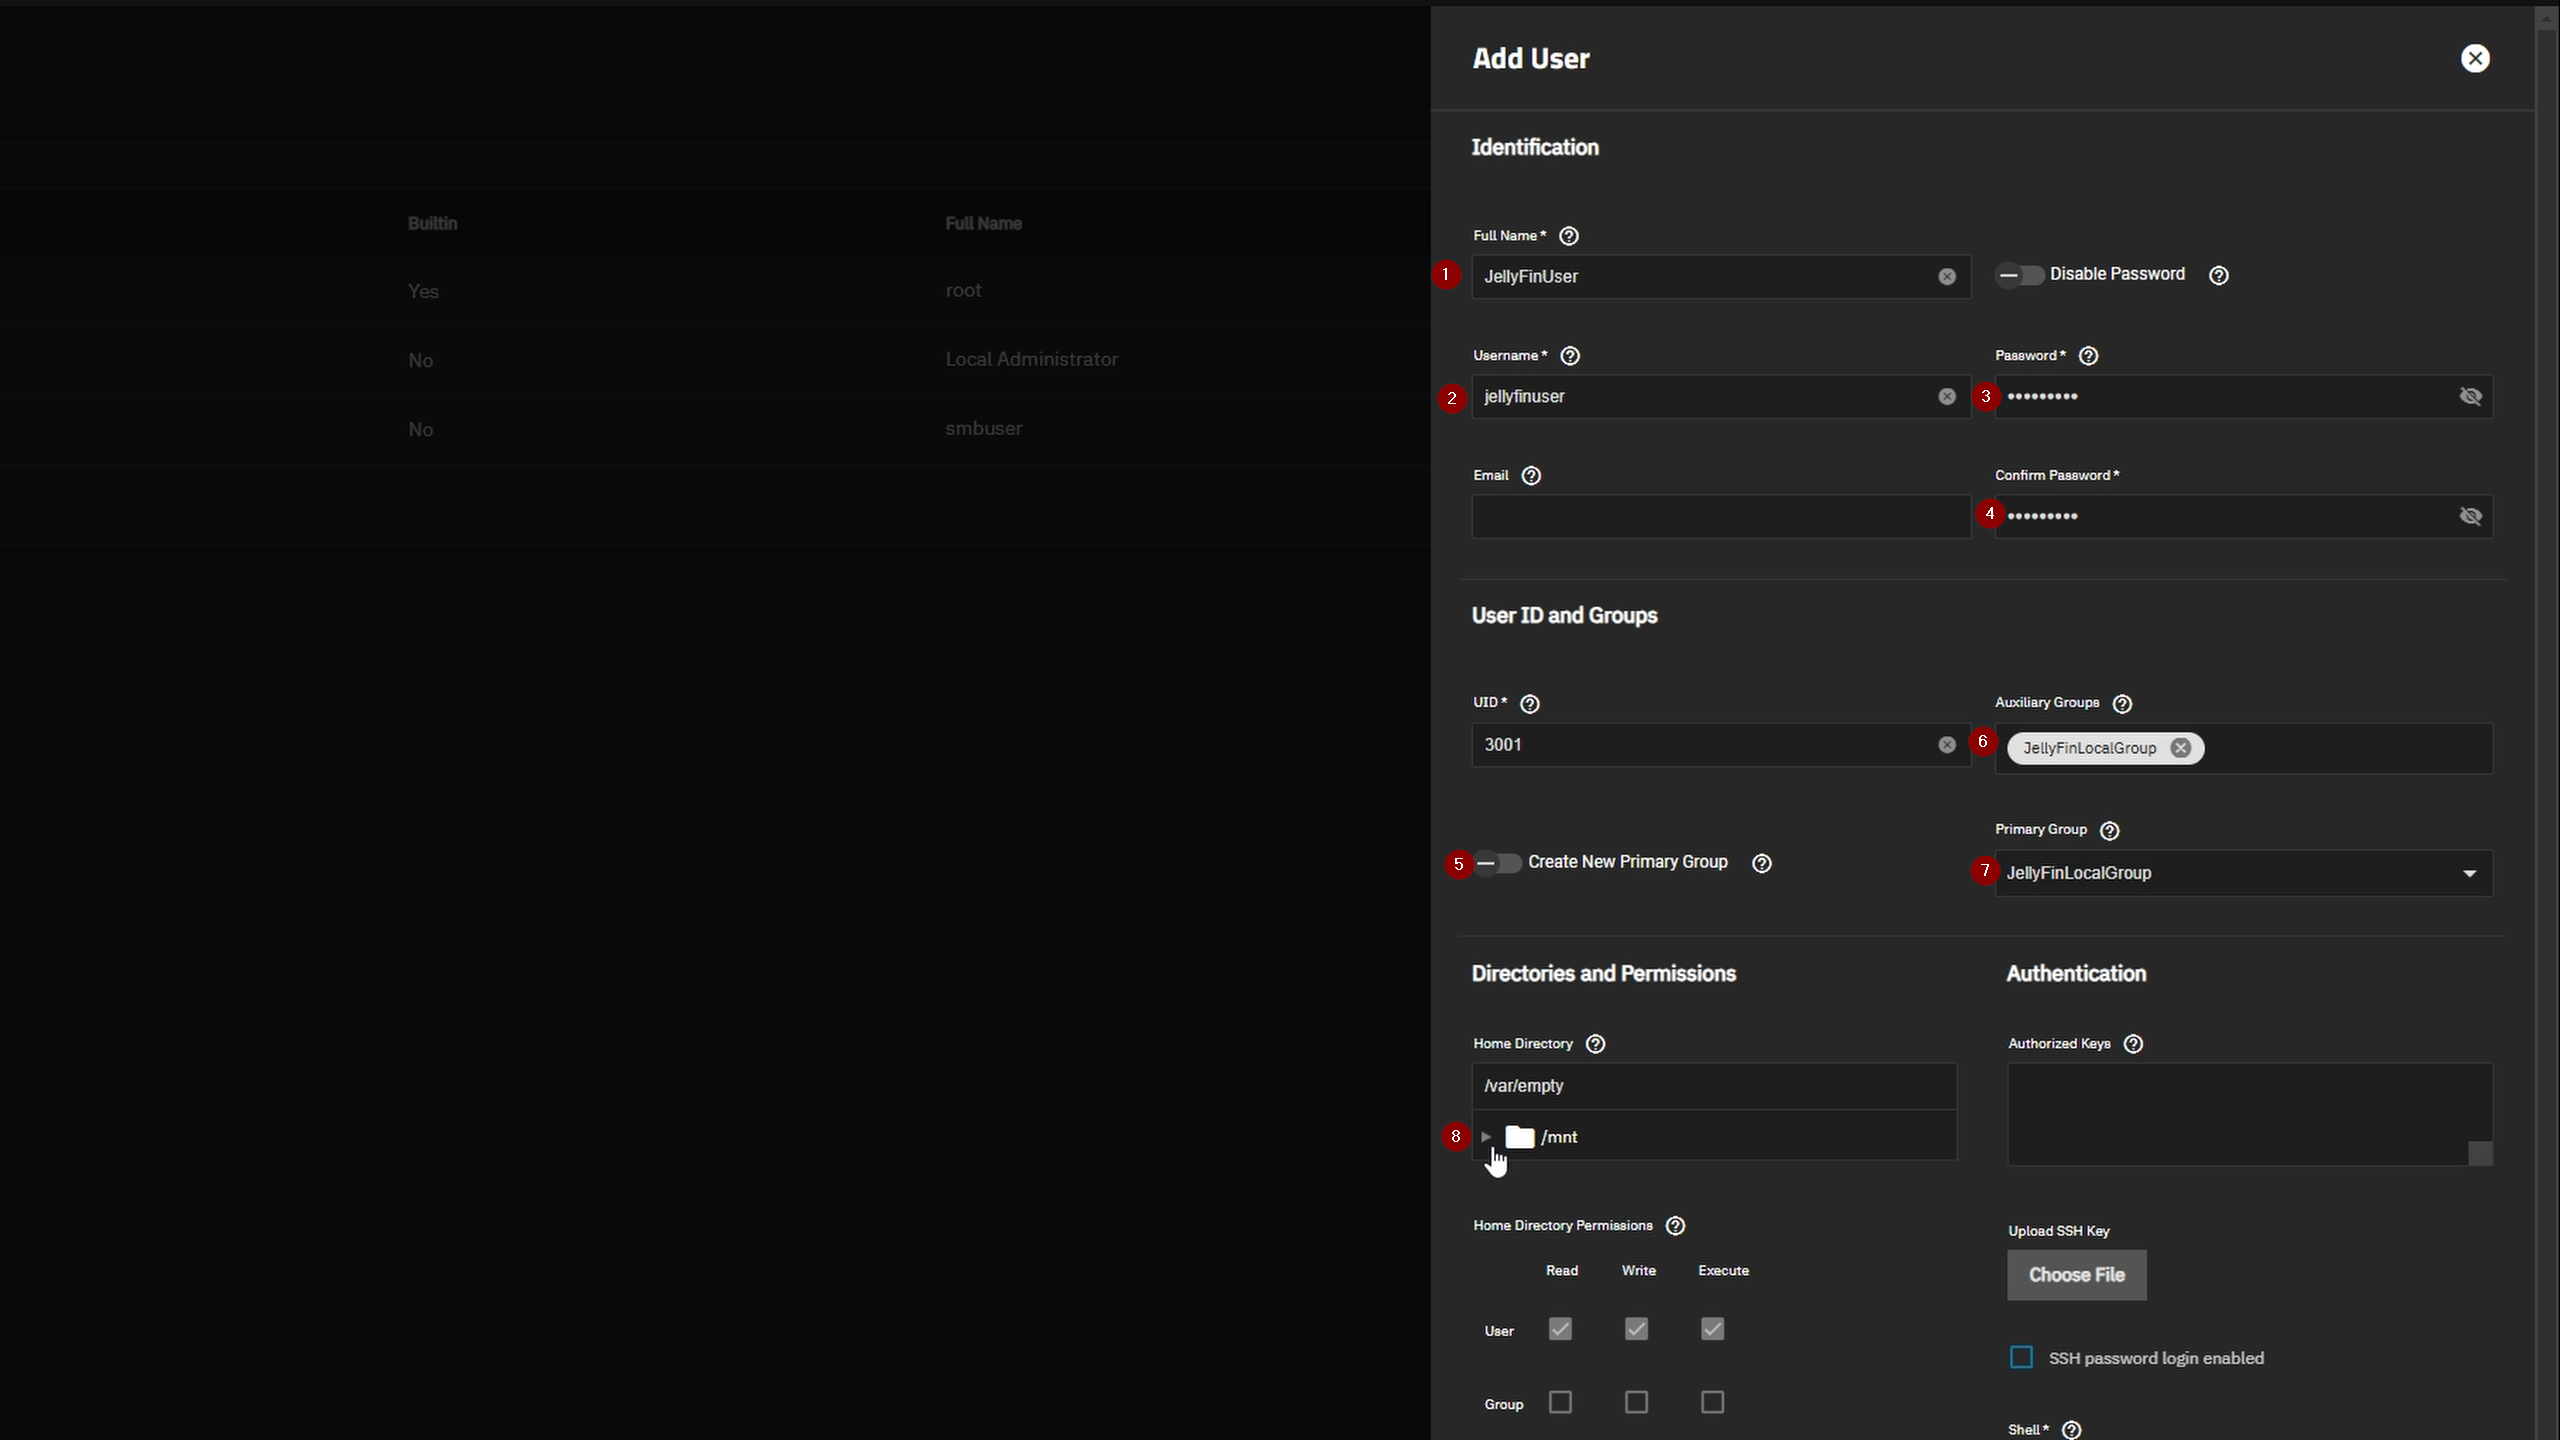 Add User
Identification
Builtin Full Name
Yes root
No Local Administrator
No smbuser
Full Name *
1 JellyFinUser
Disable Password
Username *
2 jellyfinuser
Password *
3 •••••••••
Email
Confirm Password *
4 •••••••••
User ID and Groups
UID *
3001
Auxiliary Groups
6 JellyFinLocalGroup
5 Create New Primary Group
Primary Group
7 JellyFinLocalGroup
Directories and Permissions
Home Directory
/var/empty
8 /mnt
Home Directory Permissions
Read Write Execute
User
Group
Authentication
Authorized Keys
Upload SSH Key
Choose File
SSH password login enabled
Shell *